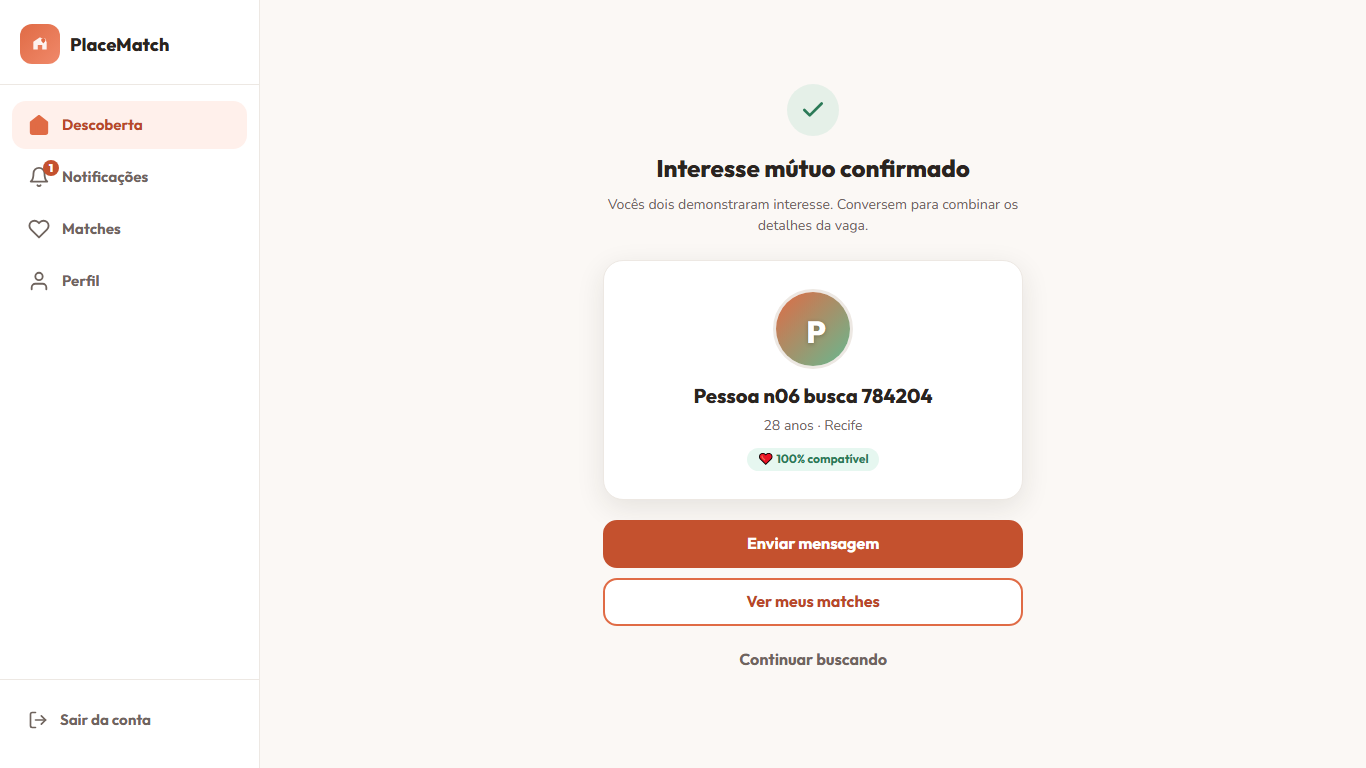 PlaceMatch
Descoberta
1
Notificações
Matches
Perfil
Sair da conta
Interesse mútuo confirmado
Vocês dois demonstraram interesse. Conversem para combinar os
detalhes da vaga.
P
Pessoa n06 busca 784204
28 anos · Recife
100% compatível
Enviar mensagem
Ver meus matches
Continuar buscando